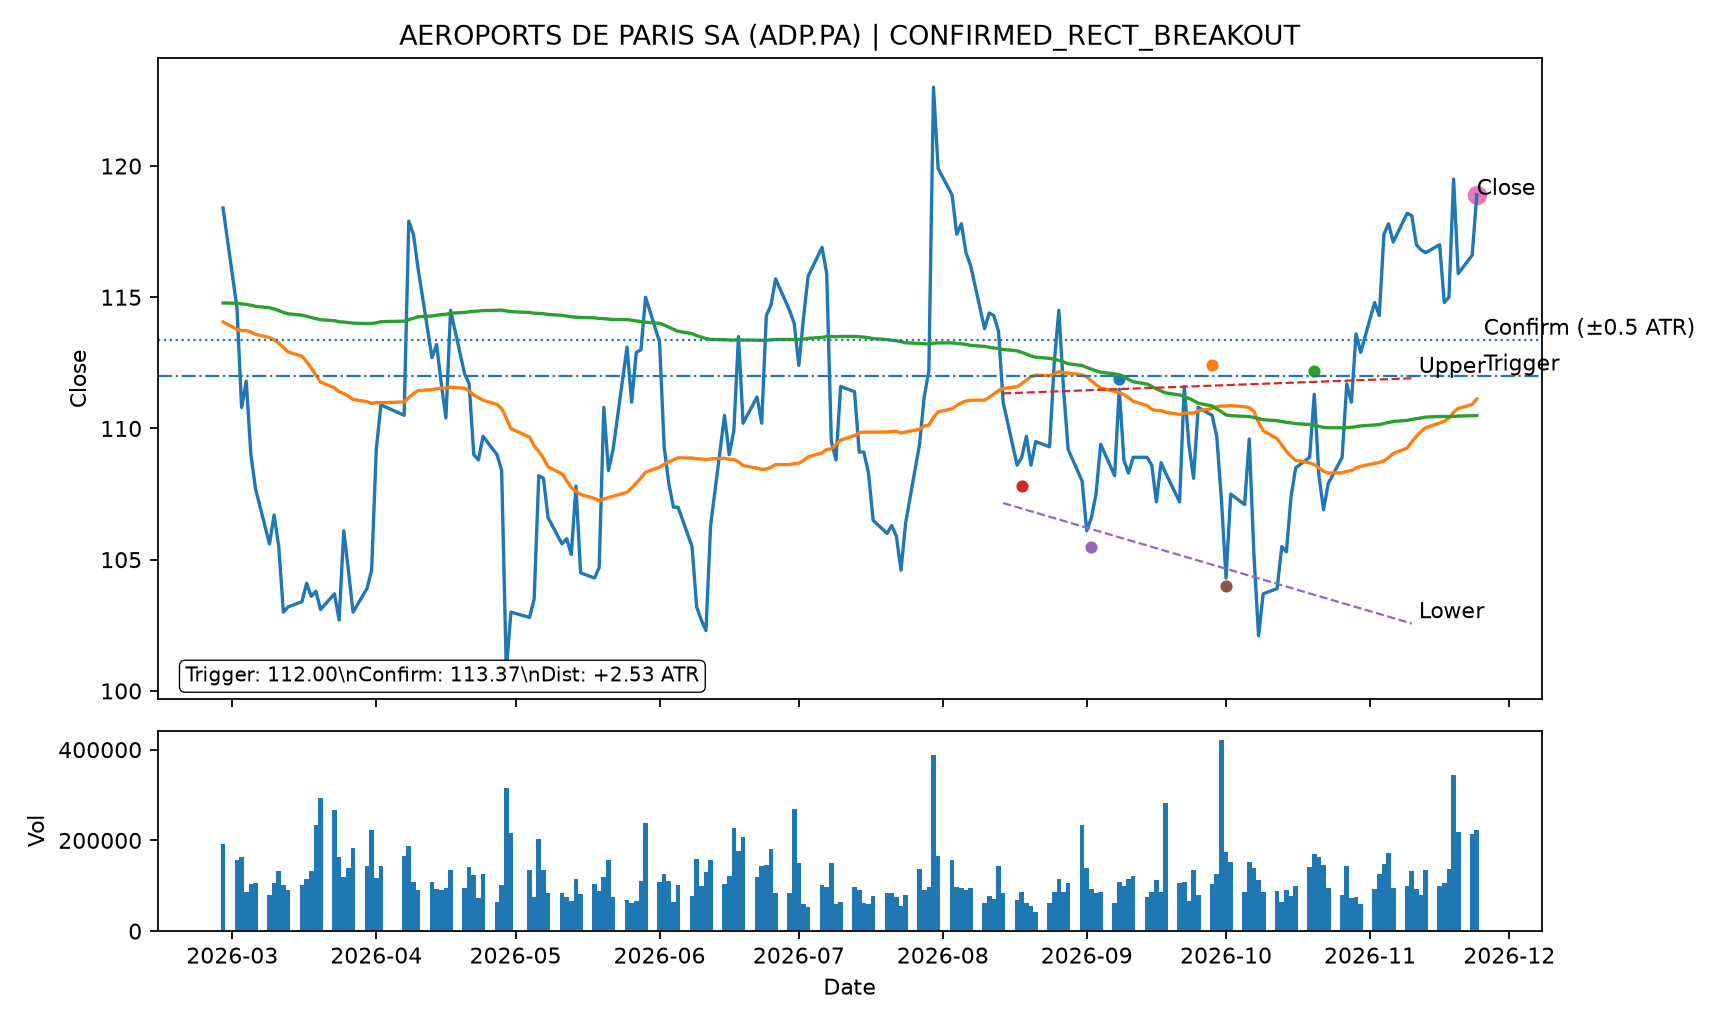 AEROPORTS DE PARIS SA (ADP.PA) | CONFIRMED_RECT_BREAKOUT
Close
120
115
110
105
100
Close
Confirm (±0.5 ATR)
Upper
Trigger
Lower
Trigger: 112.00\nConfirm: 113.37\nDist: +2.53 ATR
Vol
400000
200000
0
2026-03
2026-04
2026-05
2026-06
2026-07
2026-08
2026-09
2026-10
2026-11
2026-12
Date